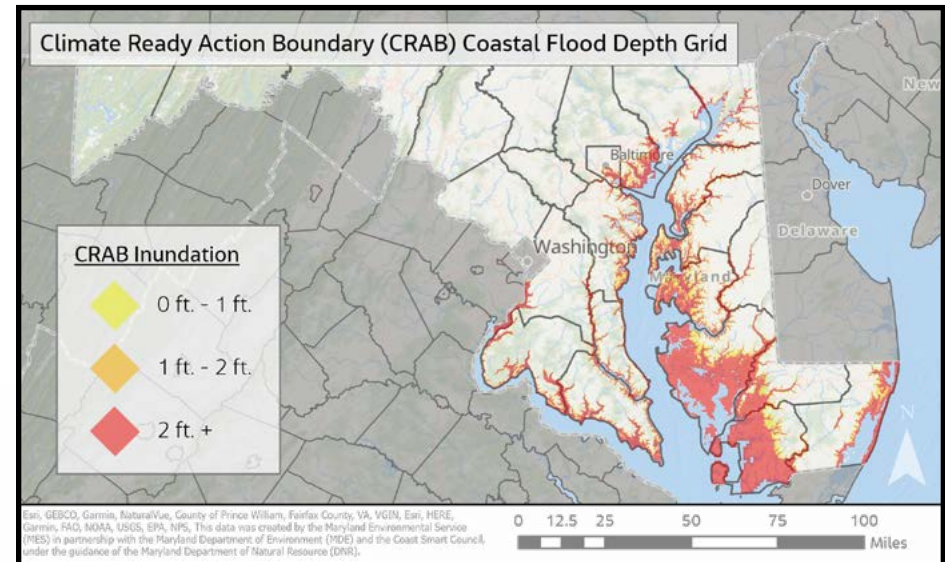 Climate Ready Action Boundary (CRAB) Coastal Flood Depth Grid
New
Baltimore
Dover
Delaware
Washington
Maryland
CRAB Inundation
0 ft. - 1 ft.
1 ft. - 2 ft.
2 ft. +
N
Esri, GEBCO, Garmin, NaturalVue, County of Prince William, Fairfax County, VA, VGIN, Esri, HERE,
Garmin, FAO, NOAA, USGS, EPA, NPS, This data was created by the Maryland Environmental Service
(MES) in partnership with the Maryland Department of Environment (MDE) and the Coast Smart Council,
under the guidance of the Maryland Department of Natural Resource (DNR).
0 12.5 25 50 75 100
Miles